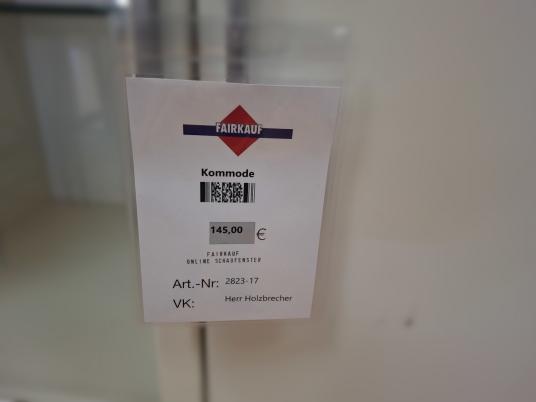 FAIRKAUF
Kommode
145,00 €
FAIRKAUF
ONLINE SCHAUFENSTER
Art.-Nr: 2823-17
VK: Herr Holzbrecher